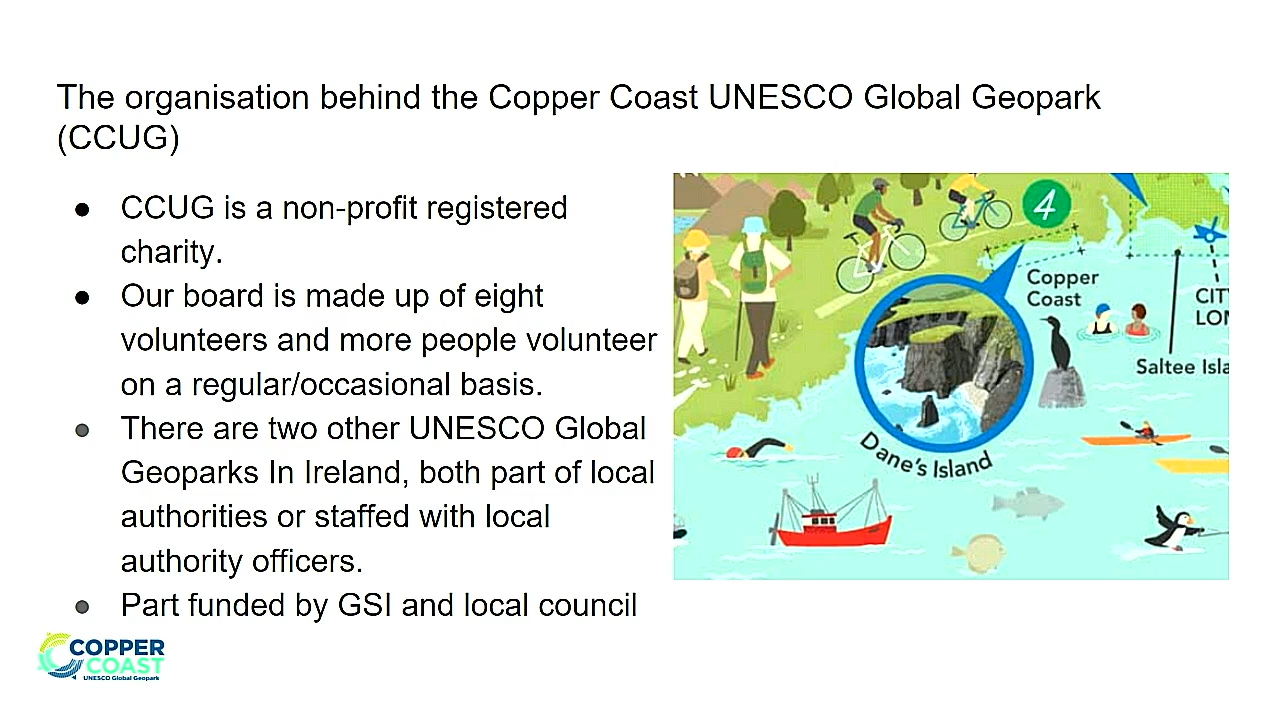 The organisation behind the Copper Coast UNESCO Global Geopark
(CCUG)
● CCUG is a non-profit registered
charity.
● Our board is made up of eight
volunteers and more people volunteer
on a regular/occasional basis.
● There are two other UNESCO Global
Geoparks In Ireland, both part of local
authorities or staffed with local
authority officers.
● Part funded by GSI and local council
4
Copper
Coast
CIT
LON
Saltee Isla
Dane's Island
COPPER
COAST
UNESCO Global Geopark